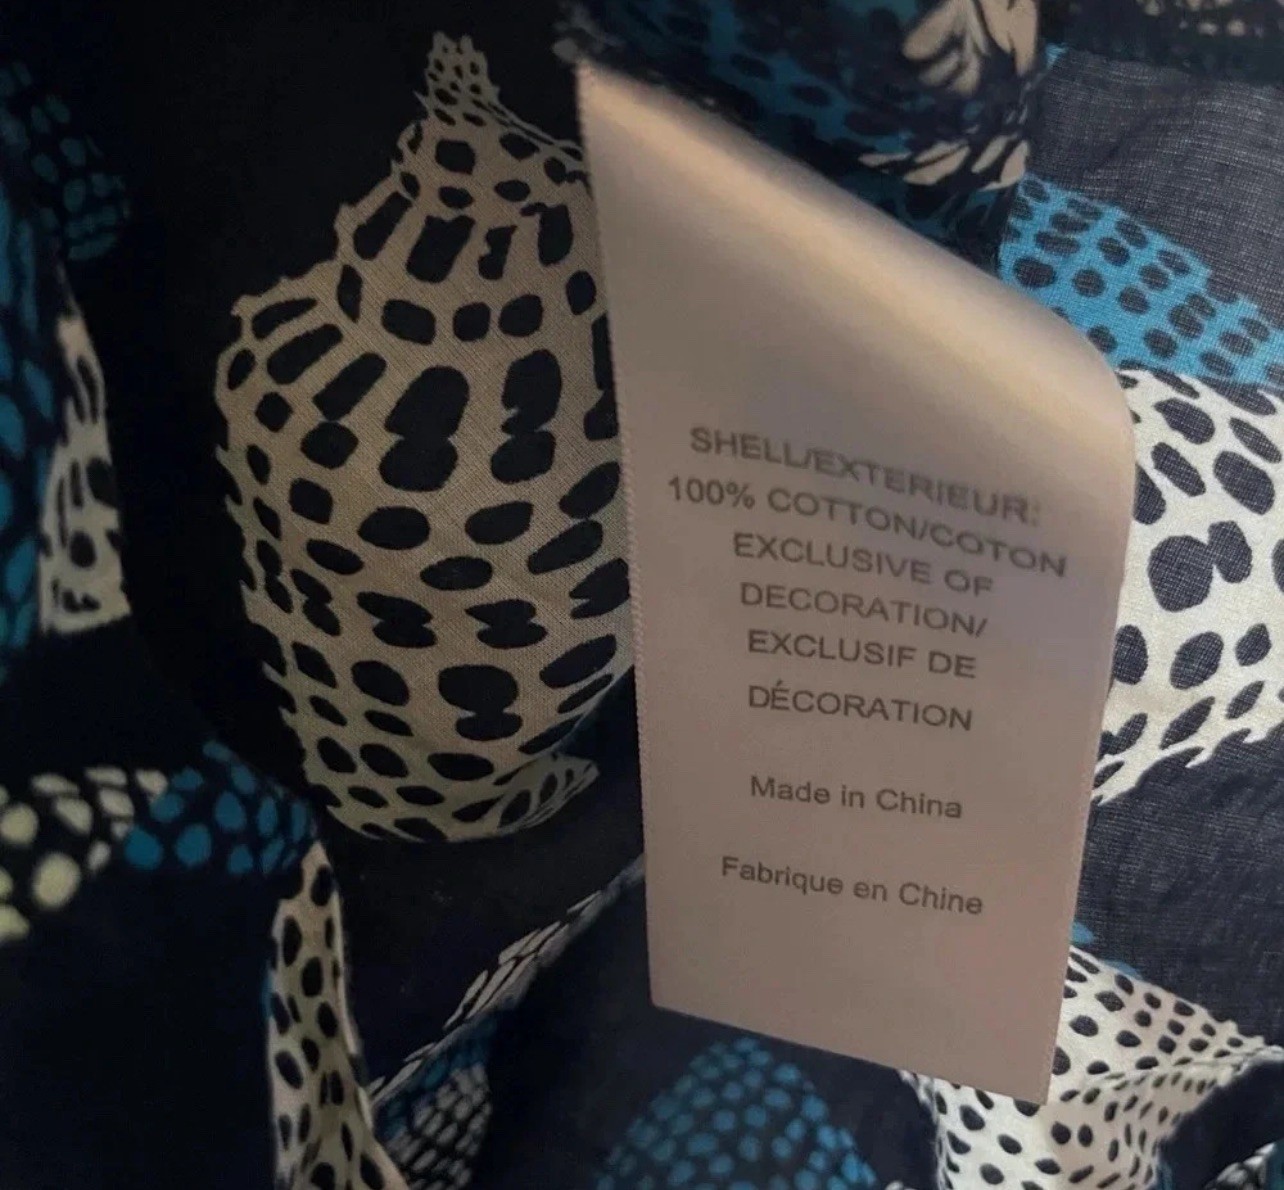 SHELL/EXTERIEUR:
100% COTTON/COTON
EXCLUSIVE OF
DECORATION/
EXCLUSIF DE
DÉCORATION
Made in China
Fabrique en Chine